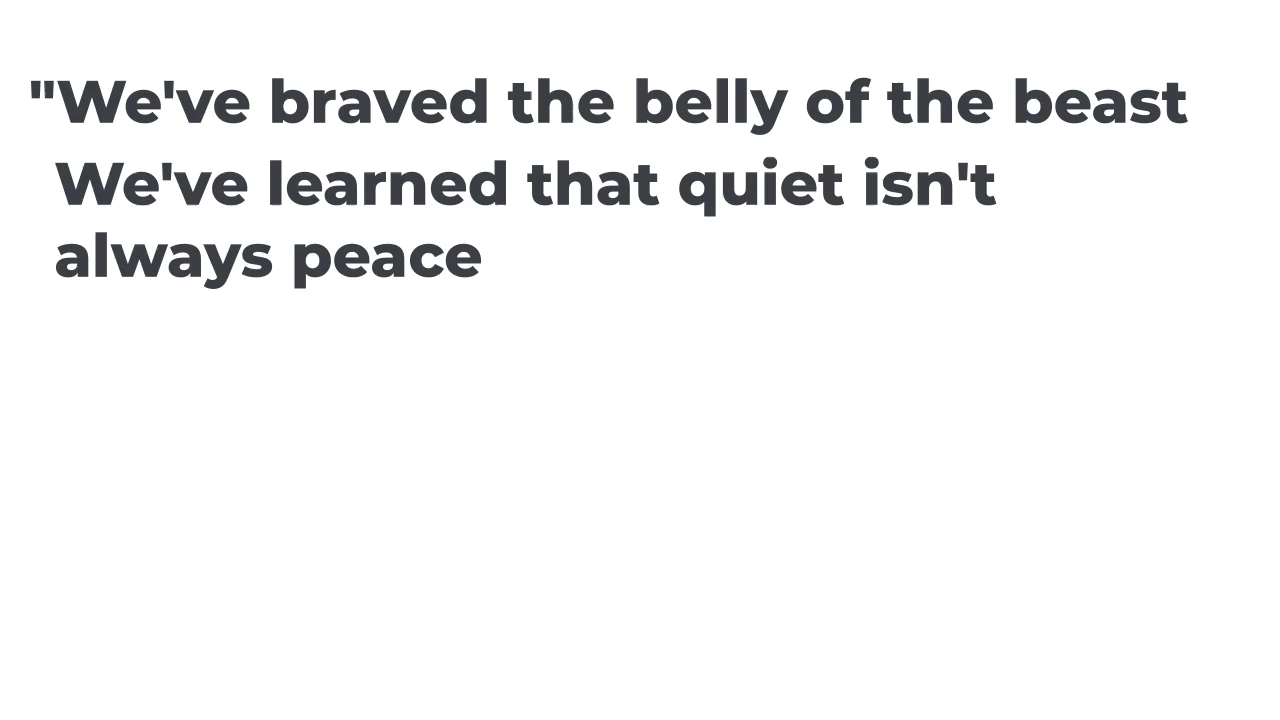 "We've braved the belly of the beast
We've learned that quiet isn't
always peace